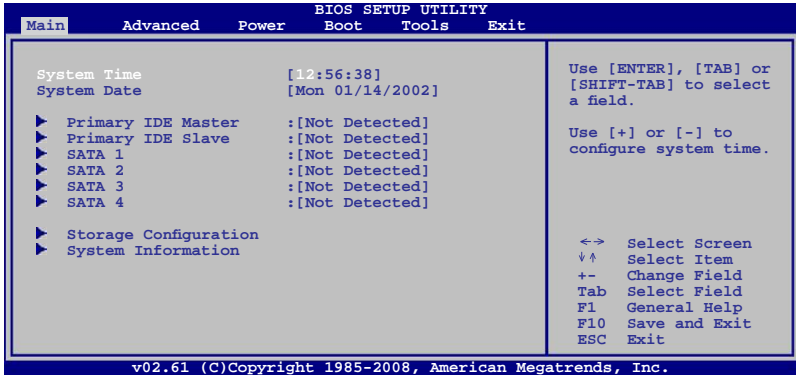 BIOS SETUP UTILITY
Main Advanced Power Boot Tools Exit
System Time [12:56:38]
System Date [Mon 01/14/2002]
Primary IDE Master :[Not Detected]
Primary IDE Slave :[Not Detected]
SATA 1 :[Not Detected]
SATA 2 :[Not Detected]
SATA 3 :[Not Detected]
SATA 4 :[Not Detected]
Storage Configuration
System Information
Use [ENTER], [TAB] or
[SHIFT-TAB] to select
a field.
Use [+] or [-] to
configure system time.
←→ Select Screen
↓↑ Select Item
+- Change Field
Tab Select Field
F1 General Help
F10 Save and Exit
ESC Exit
v02.61 (C)Copyright 1985-2008, American Megatrends, Inc.